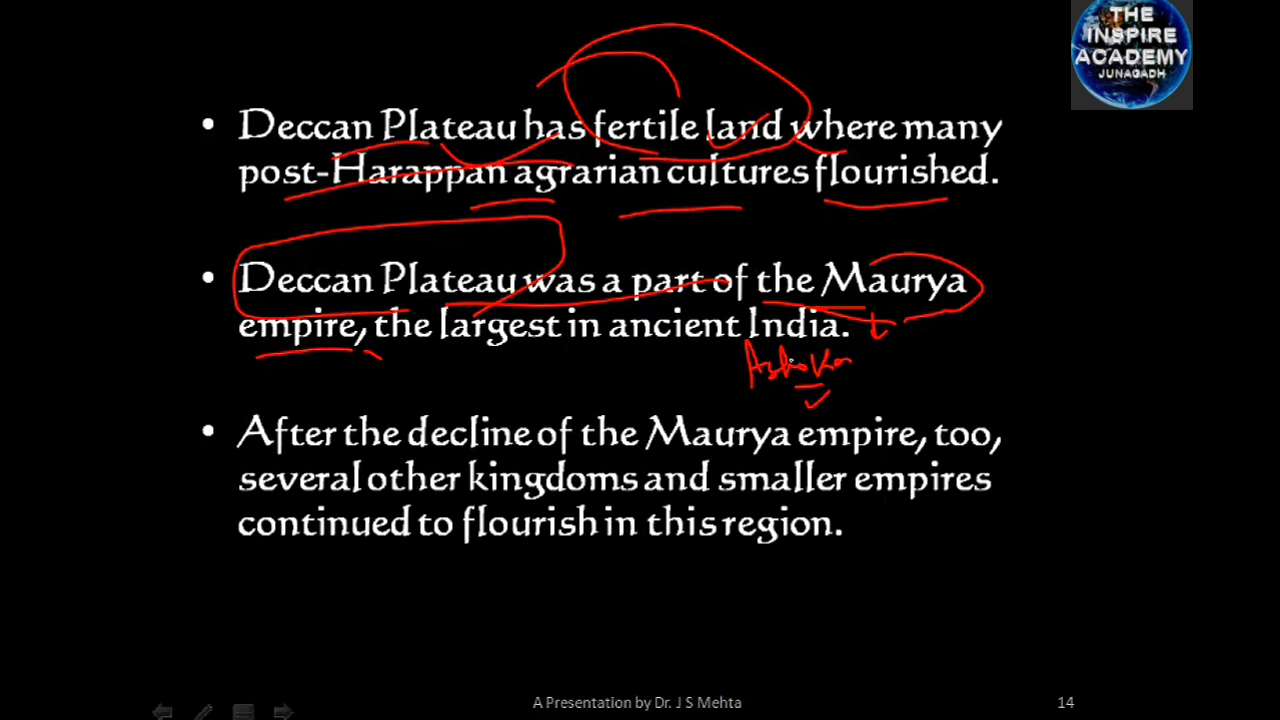 THE
INSPIRE
ACADEMY
JUNAGADH
• Deccan Plateau has fertile land where many
post-Harappan agrarian cultures flourished.
• Deccan Plateau was a part of the Maurya
empire, the largest in ancient India.
Ashoka
• After the decline of the Maurya empire, too,
several other kingdoms and smaller empires
continued to flourish in this region.
A Presentation by Dr. J S Mehta
14